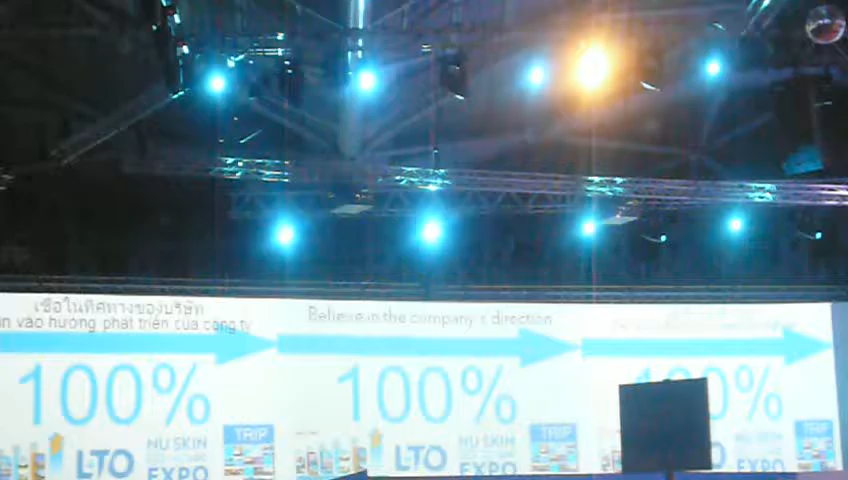 เชื่อในทิศทางของบริษัท
vào hướng phát triển của công ty
100%
LTO
NU SKIN
EXPO
TRIP
Believe in the company's direction
100%
LTO
NU SKIN
EXPO
TRIP
0%
EXPO
TRIP